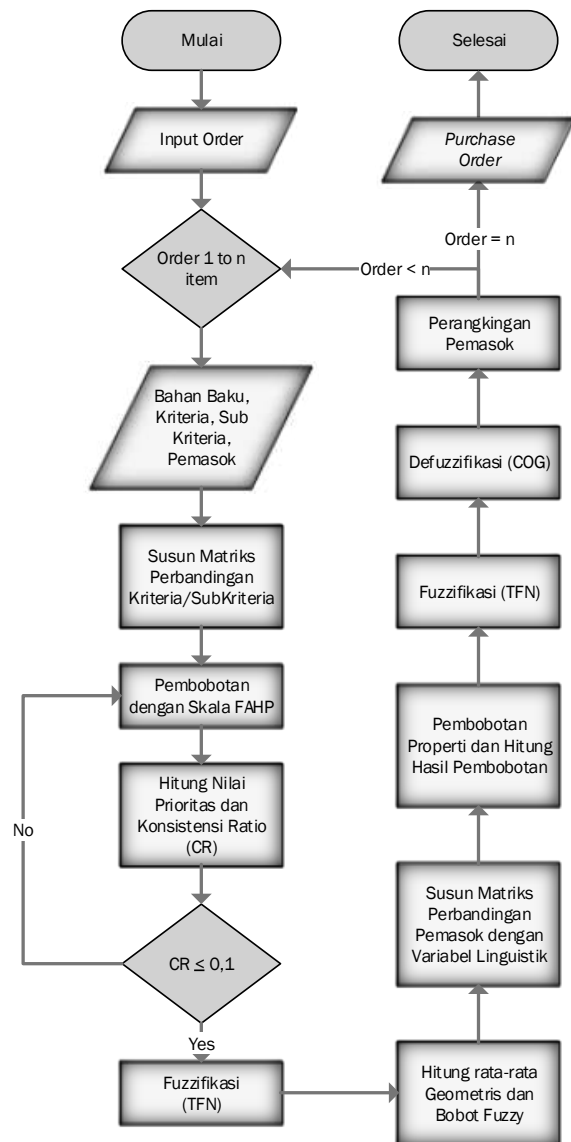 Mulai
Input Order
Order 1 to n
item
Bahan Baku,
Kriteria, Sub
Kriteria,
Pemasok
Susun Matriks
Perbandingan
Kriteria/SubKriteria
Pembobotan
dengan Skala FAHP
Hitung Nilai
Prioritas dan
Konsistensi Ratio
(CR)
No
CR ≤ 0,1
Yes
Fuzzifikasi
(TFN)
Hitung rata-rata
Geometris dan
Bobot Fuzzy
Susun Matriks
Perbandingan
Pemasok dengan
Variabel Linguistik
Pembobotan
Properti dan Hitung
Hasil Pembobotan
Fuzzifikasi (TFN)
Defuzzifikasi (COG)
Perangkingan
Pemasok
Order < n
Order = n
Purchase
Order
Selesai